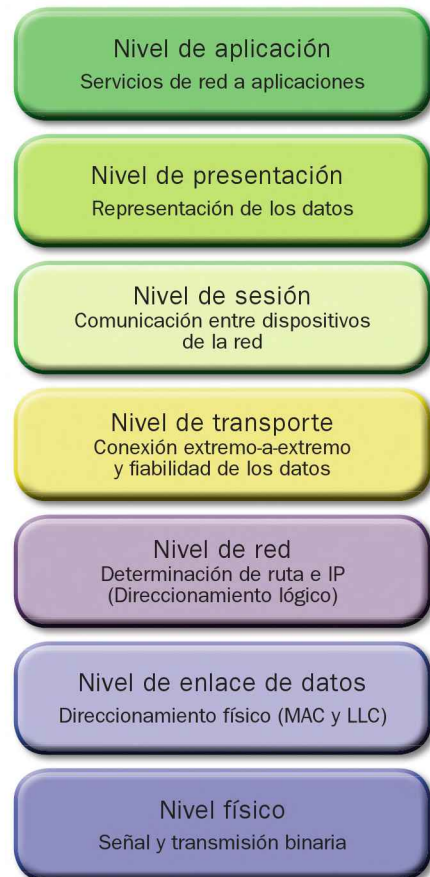 Nivel de aplicación
Servicios de red a aplicaciones
Nivel de presentación
Representación de los datos
Nivel de sesión
Comunicación entre dispositivos
de la red
Nivel de transporte
Conexión extremo-a-extremo
y fiabilidad de los datos
Nivel de red
Determinación de ruta e IP
(Direccionamiento lógico)
Nivel de enlace de datos
Direccionamiento físico (MAC y LLC)
Nivel físico
Señal y transmisión binaria